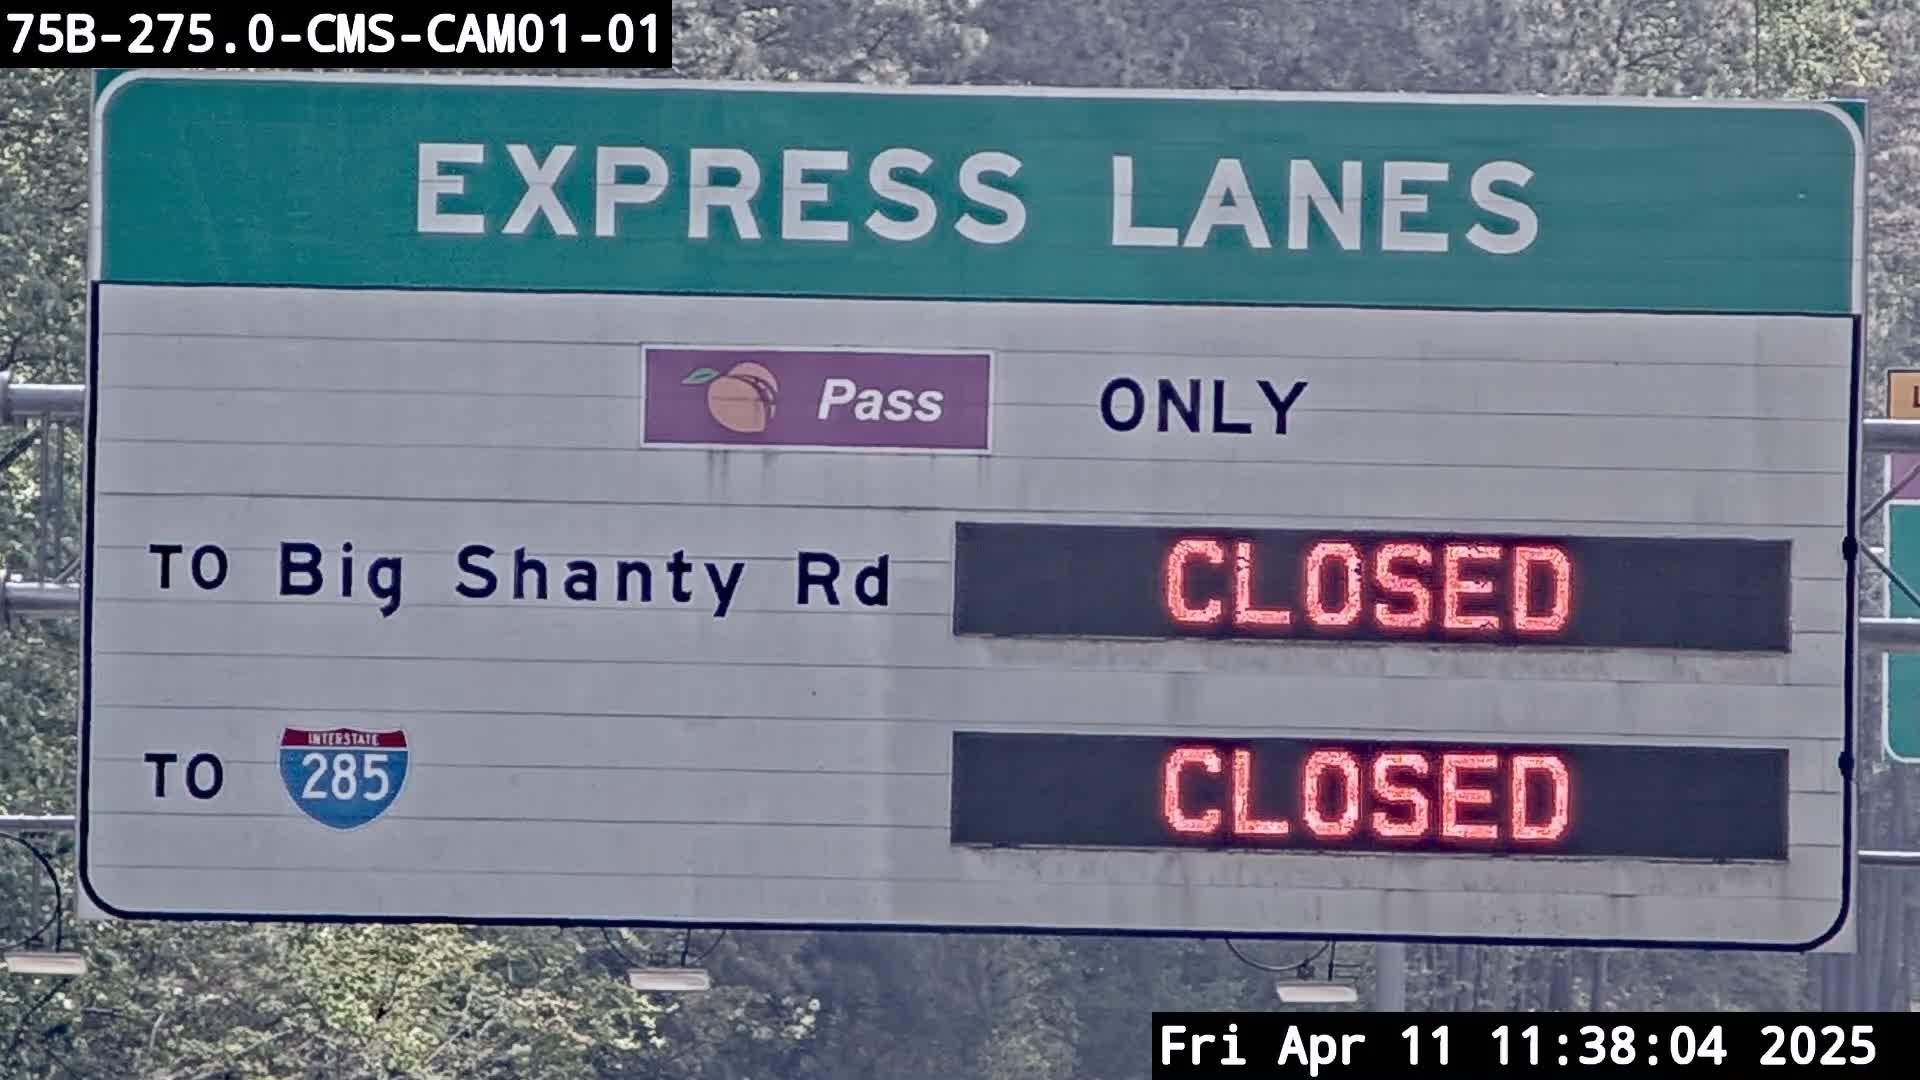 75B-275.0-CMS-CAM01-01
EXPRESS LANES
Pass ONLY
TO Big Shanty Rd CLOSED
TO INTERSTATE 285 CLOSED
Fri Apr 11 11:38:04 2025